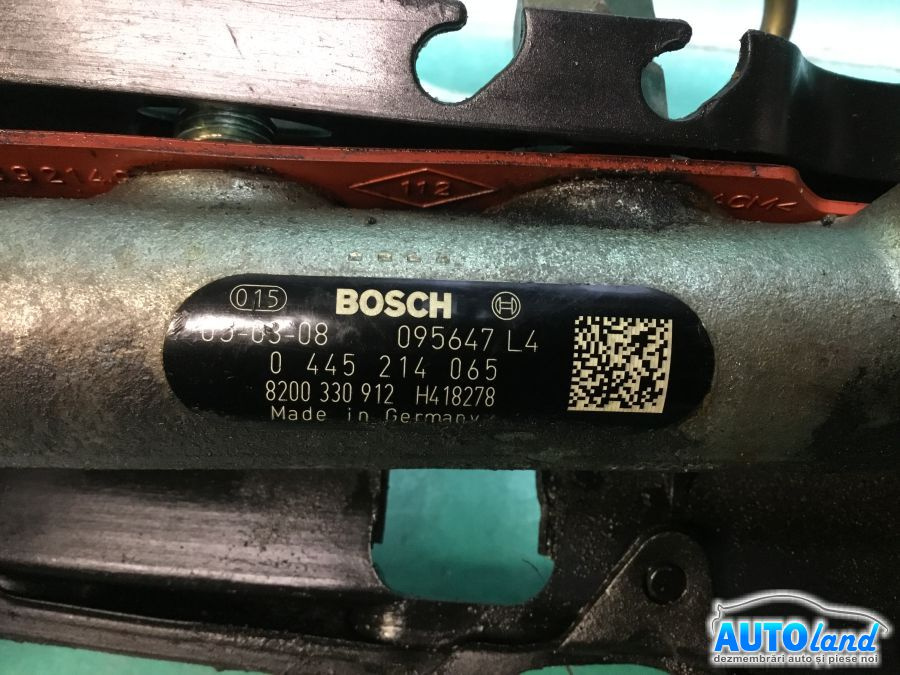 112
015 BOSCH
03-03-08 095647 L4
0 445 214 065
8200 330 912 H418278
Made in Germany
AUTOland
dezmembrări auto și piese noi